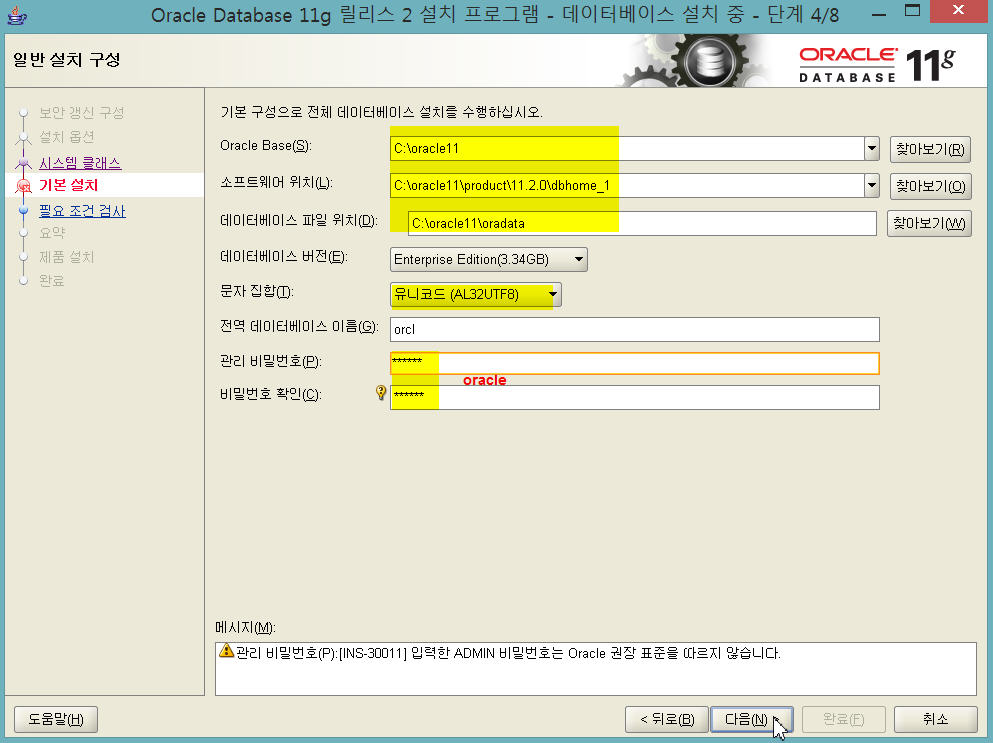 Oracle Database 11g 릴리스 2 설치 프로그램 - 데이터베이스 설치 중 - 단계 4/8
일반 설치 구성
ORACLE
DATABASE 11g
보안 갱신 구성
설치 옵션
시스템 클래스
기본 설치
필요 조건 검사
요약
제품 설치
완료
기본 구성으로 전체 데이터베이스 설치를 수행하십시오.
Oracle Base(S): C:\oracle11 찾아보기(R)
소프트웨어 위치(L): C:\oracle11\product\11.2.0\dbhome_1 찾아보기(O)
데이터베이스 파일 위치(D): C:\oracle11\oradata 찾아보기(W)
데이터베이스 버전(E): Enterprise Edition(3.34GB)
문자 집합(T): 유니코드 (AL32UTF8)
전역 데이터베이스 이름(G): orcl
관리 비밀번호(P): ******
oracle
비밀번호 확인(C): ******
메시지(M):
관리 비밀번호(P):[INS-30011] 입력한 ADMIN 비밀번호는 Oracle 권장 표준을 따르지 않습니다.
도움말(H) < 뒤로(B) 다음(N) > 완료(F) 취소